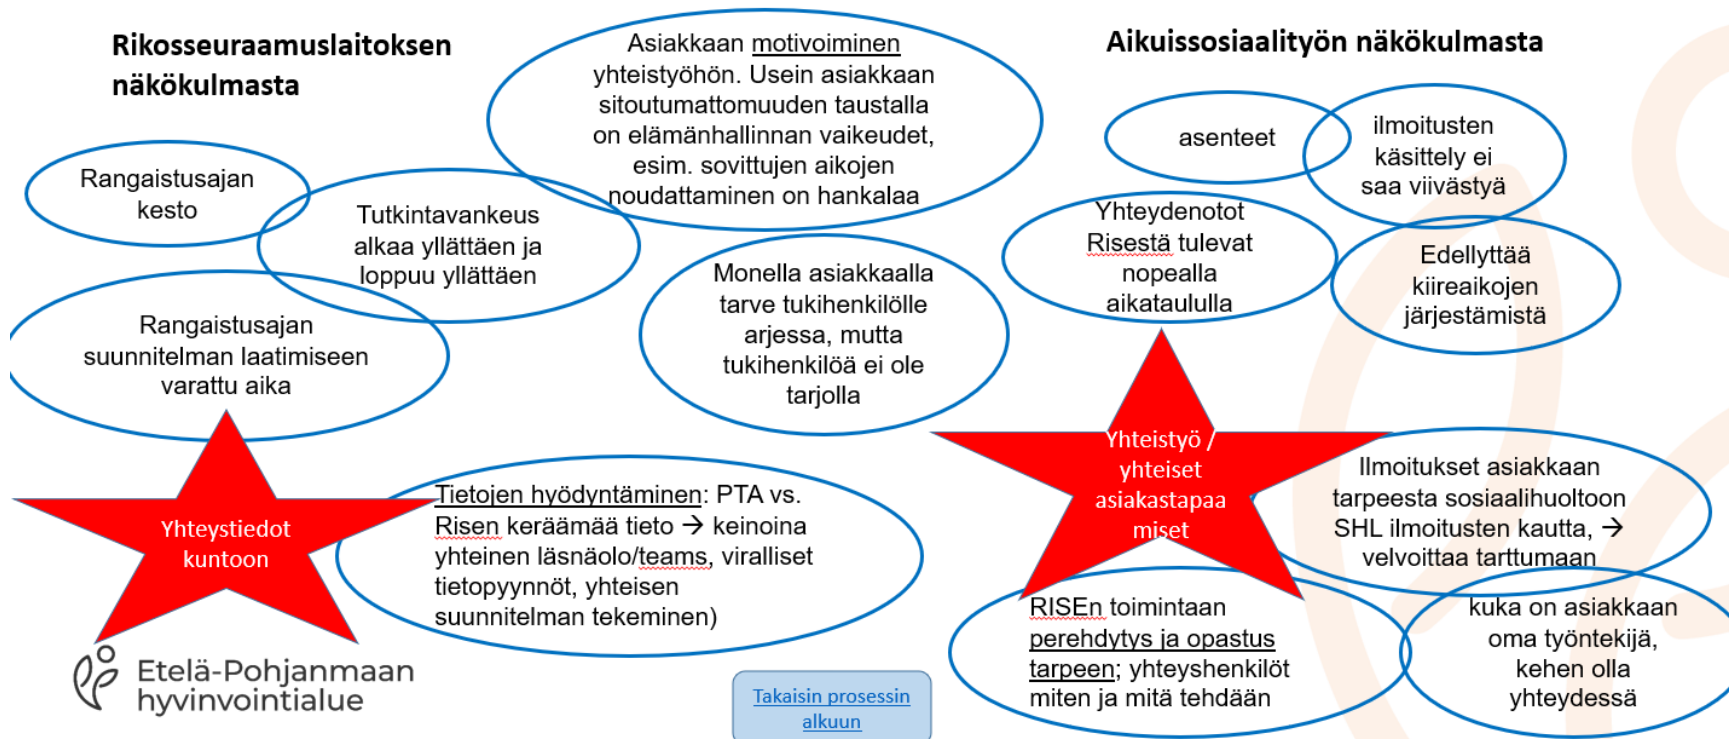 Rikosseuraamuslaitoksen
näkökulmasta
Asiakkaan motivoiminen
yhteistyöhön. Usein asiakkaan
sitoutumattomuuden taustalla
on elämänhallinnan vaikeudet,
esim. sovittujen aikojen
noudattaminen on hankalaa
Aikuissosiaalityön näkökulmasta
asenteet
ilmoitusten
käsittely ei
saa viivästyä
Rangaistusajan
kesto
Tutkintavankeus
alkaa yllättäen ja
loppuu yllättäen
Yhteydenotot
Risestä tulevat
nopealla
aikataululla
Edellyttää
kiireaikojen
järjestämistä
Monella asiakkaalla
tarve tukihenkilölle
arjessa, mutta
tukihenkilöä ei ole
tarjolla
Rangaistusajan
suunnitelman laatimiseen
varattu aika
Yhteystiedot
kuntoon
Tietojen hyödyntäminen: PTA vs.
Risen keräämää tieto → keinoina
yhteinen läsnäolo/teams, viralliset
tietopyynnöt, yhteisen
suunnitelman tekeminen)
Yhteistyö /
yhteiset
asiakastapaa
miset
Ilmoitukset asiakkaan
tarpeesta sosiaalihuoltoon
SHL ilmoitusten kautta, →
velvoittaa tarttumaan
RISEn toimintaan
perehdytys ja opastus
tarpeen; yhteyshenkilöt
miten ja mitä tehdään
kuka on asiakkaan
oma työntekijä,
kehen olla
yhteydessä
Etelä-Pohjanmaan
hyvinvointialue
Takaisin prosessin
alkuun